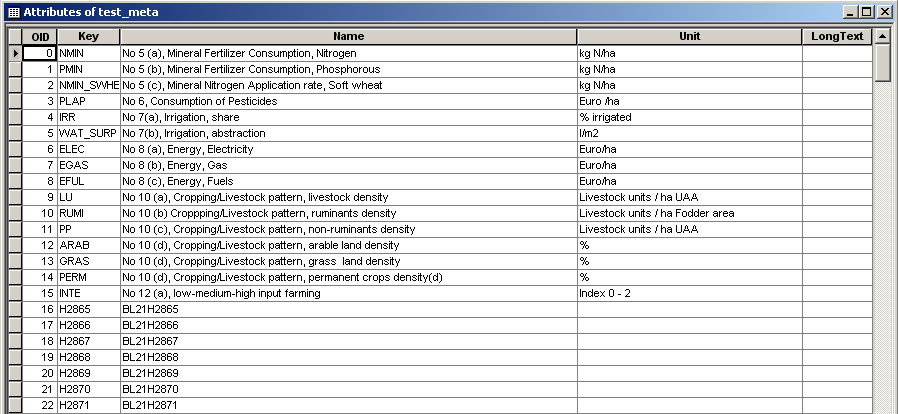 Attributes of test_meta
OID Key Name Unit LongText
0 NMIN No 5 (a), Mineral Fertilizer Consumption, Nitrogen kg N/ha
1 PMIN No 5 (b), Mineral Fertilizer Consumption, Phosphorous kg N/ha
2 NMIN_SWHE No 5 (c), Mineral Nitrogen Application rate, Soft wheat kg N/ha
3 PLAP No 6, Consumption of Pesticides Euro /ha
4 IRR No 7(a), Irrigation, share % irrigated
5 WAT_SURP No 7(b), Irrigation, abstraction l/m2
6 ELEC No 8 (a), Energy, Electricity Euro/ha
7 EGAS No 8 (b), Energy, Gas Euro/ha
8 EFUL No 8 (c), Energy, Fuels Euro/ha
9 LU No 10 (a), Cropping/Livestock pattern, livestock density Livestock units / ha UAA
10 RUMI No 10 (b) Croppping/Livestock pattern, ruminants density Livestock units / ha Fodder area
11 PP No 10 (c), Cropping/Livestock pattern, non-ruminants density Livestock units / ha UAA
12 ARAB No 10 (d), Cropping/Livestock pattern, arable land density %
13 GRAS No 10 (d), Cropping/Livestock pattern, grass land density %
14 PERM No 10 (d), Cropping/Livestock pattern, permanent crops density(d) %
15 INTE No 12 (a), low-medium-high input farming Index 0 - 2
16 H2865 BL21H2865
17 H2866 BL21H2866
18 H2867 BL21H2867
19 H2868 BL21H2868
20 H2869 BL21H2869
21 H2870 BL21H2870
22 H2871 BL21H2871